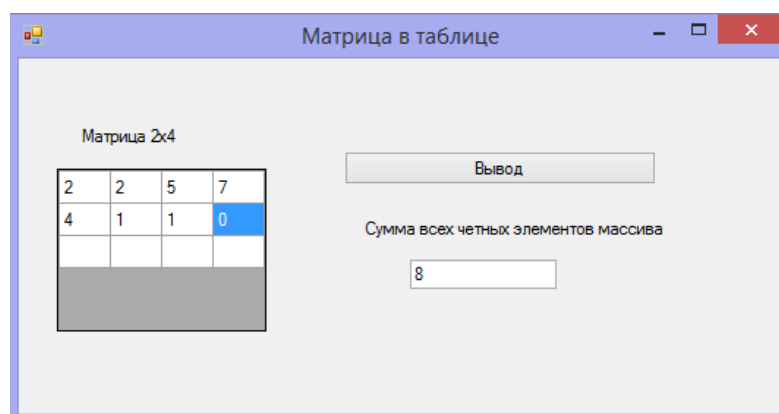 Матрица в таблице
Матрица 2x4
2 2 5 7
4 1 1 0
Вывод
Сумма всех четных элементов массива
8